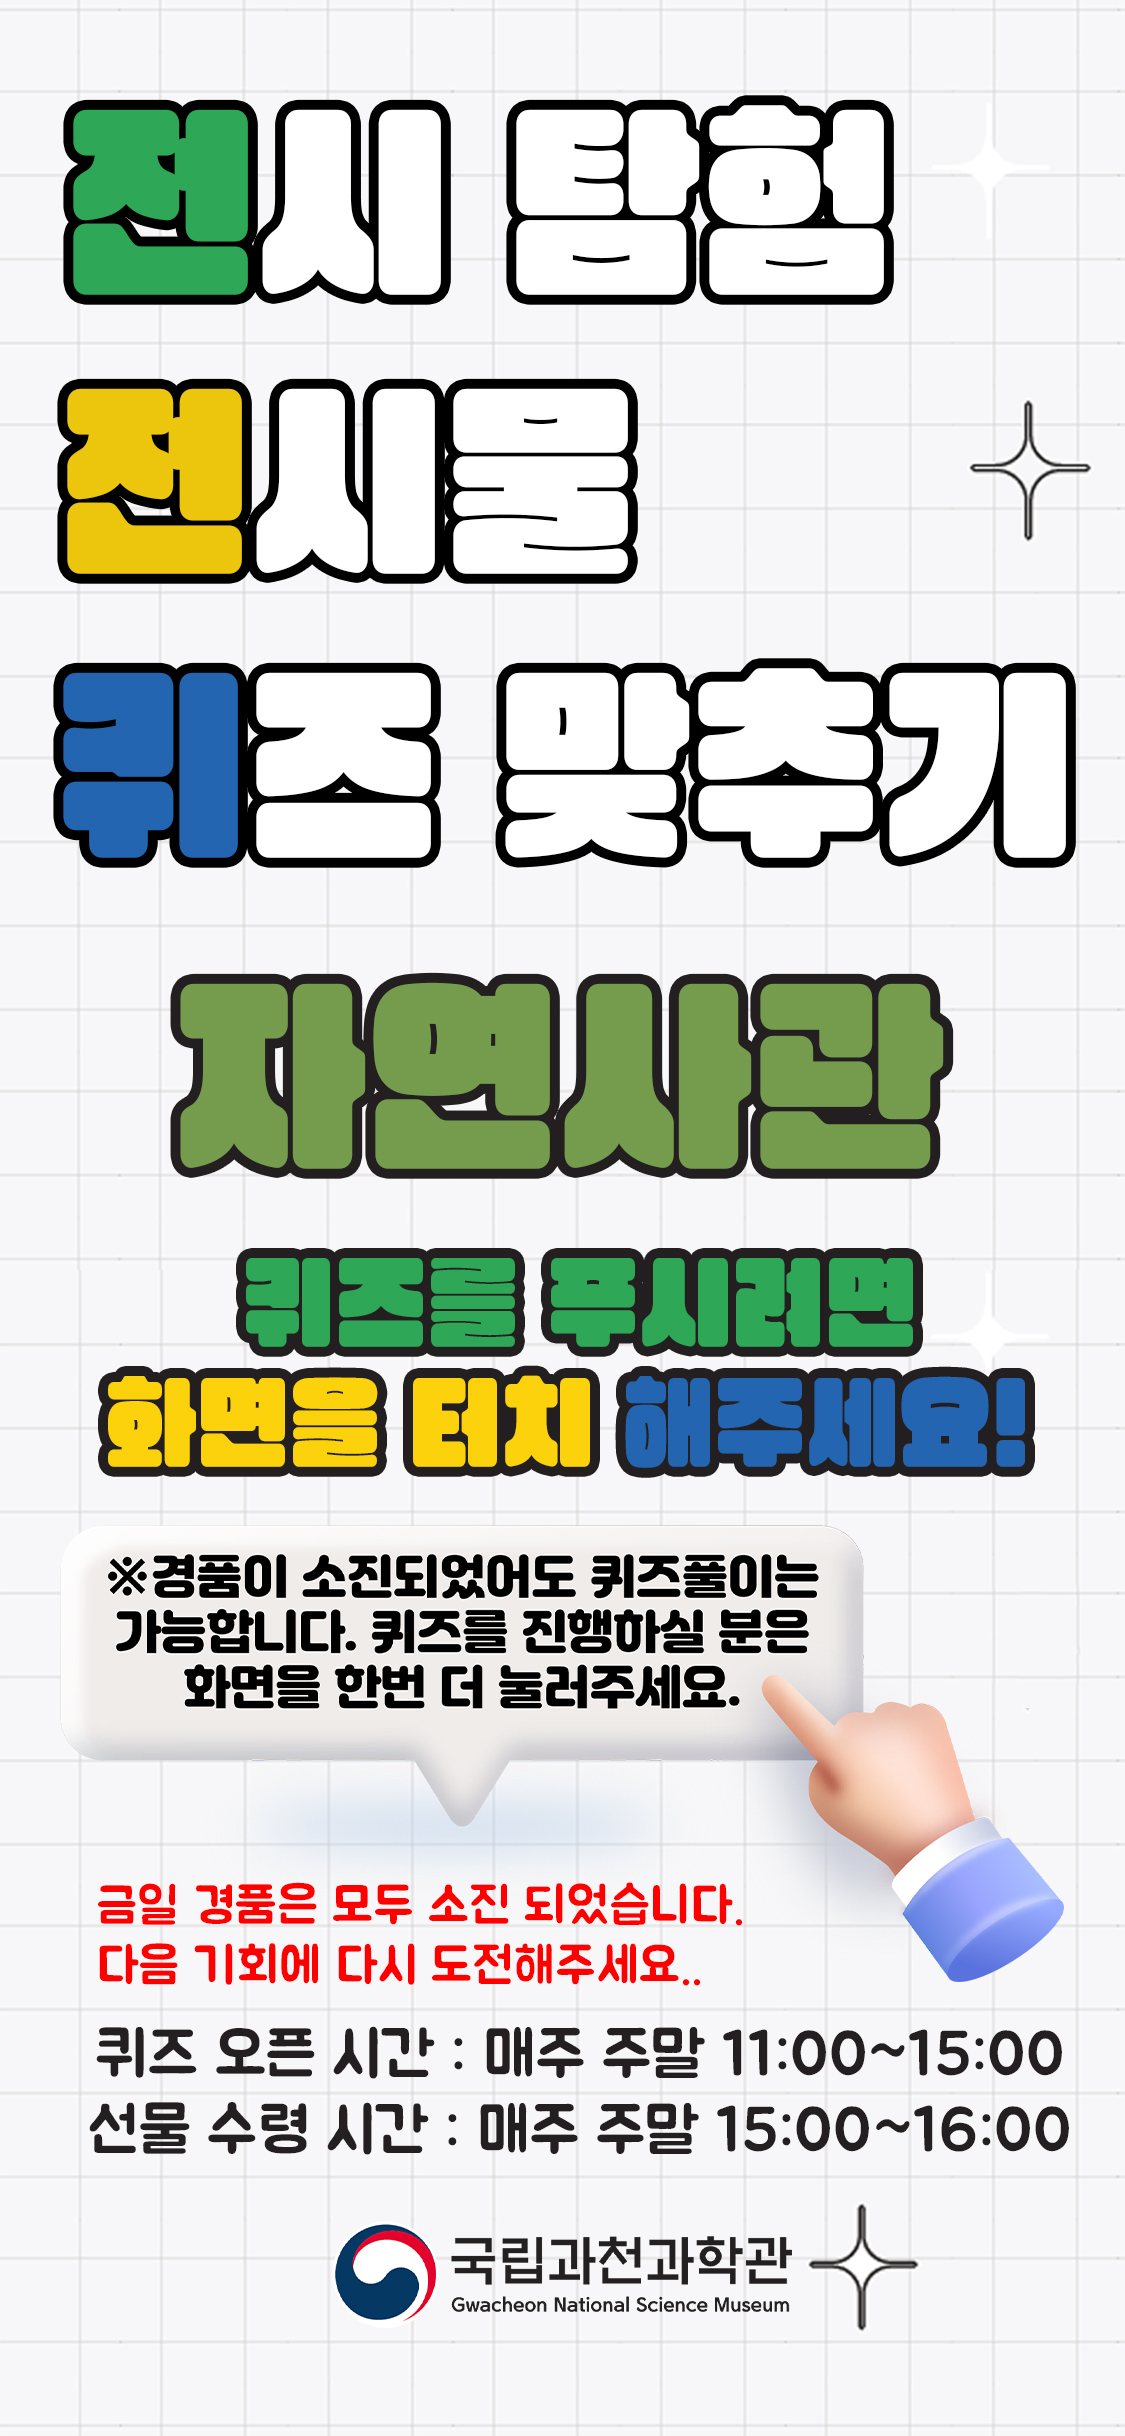 전시 탐험
전시물
퀴즈 맞추기
자연사관
퀴즈를 푸시려면
화면을 터치 해주세요!
※경품이 소진되었어도 퀴즈풀이는
가능합니다. 퀴즈를 진행하실 분은
화면을 한번 더 눌러주세요.
금일 경품은 모두 소진 되었습니다.
다음 기회에 다시 도전해주세요..
퀴즈 오픈 시간 : 매주 주말 11:00~15:00
선물 수령 시간 : 매주 주말 15:00~16:00
국립과천과학관
Gwacheon National Science Museum